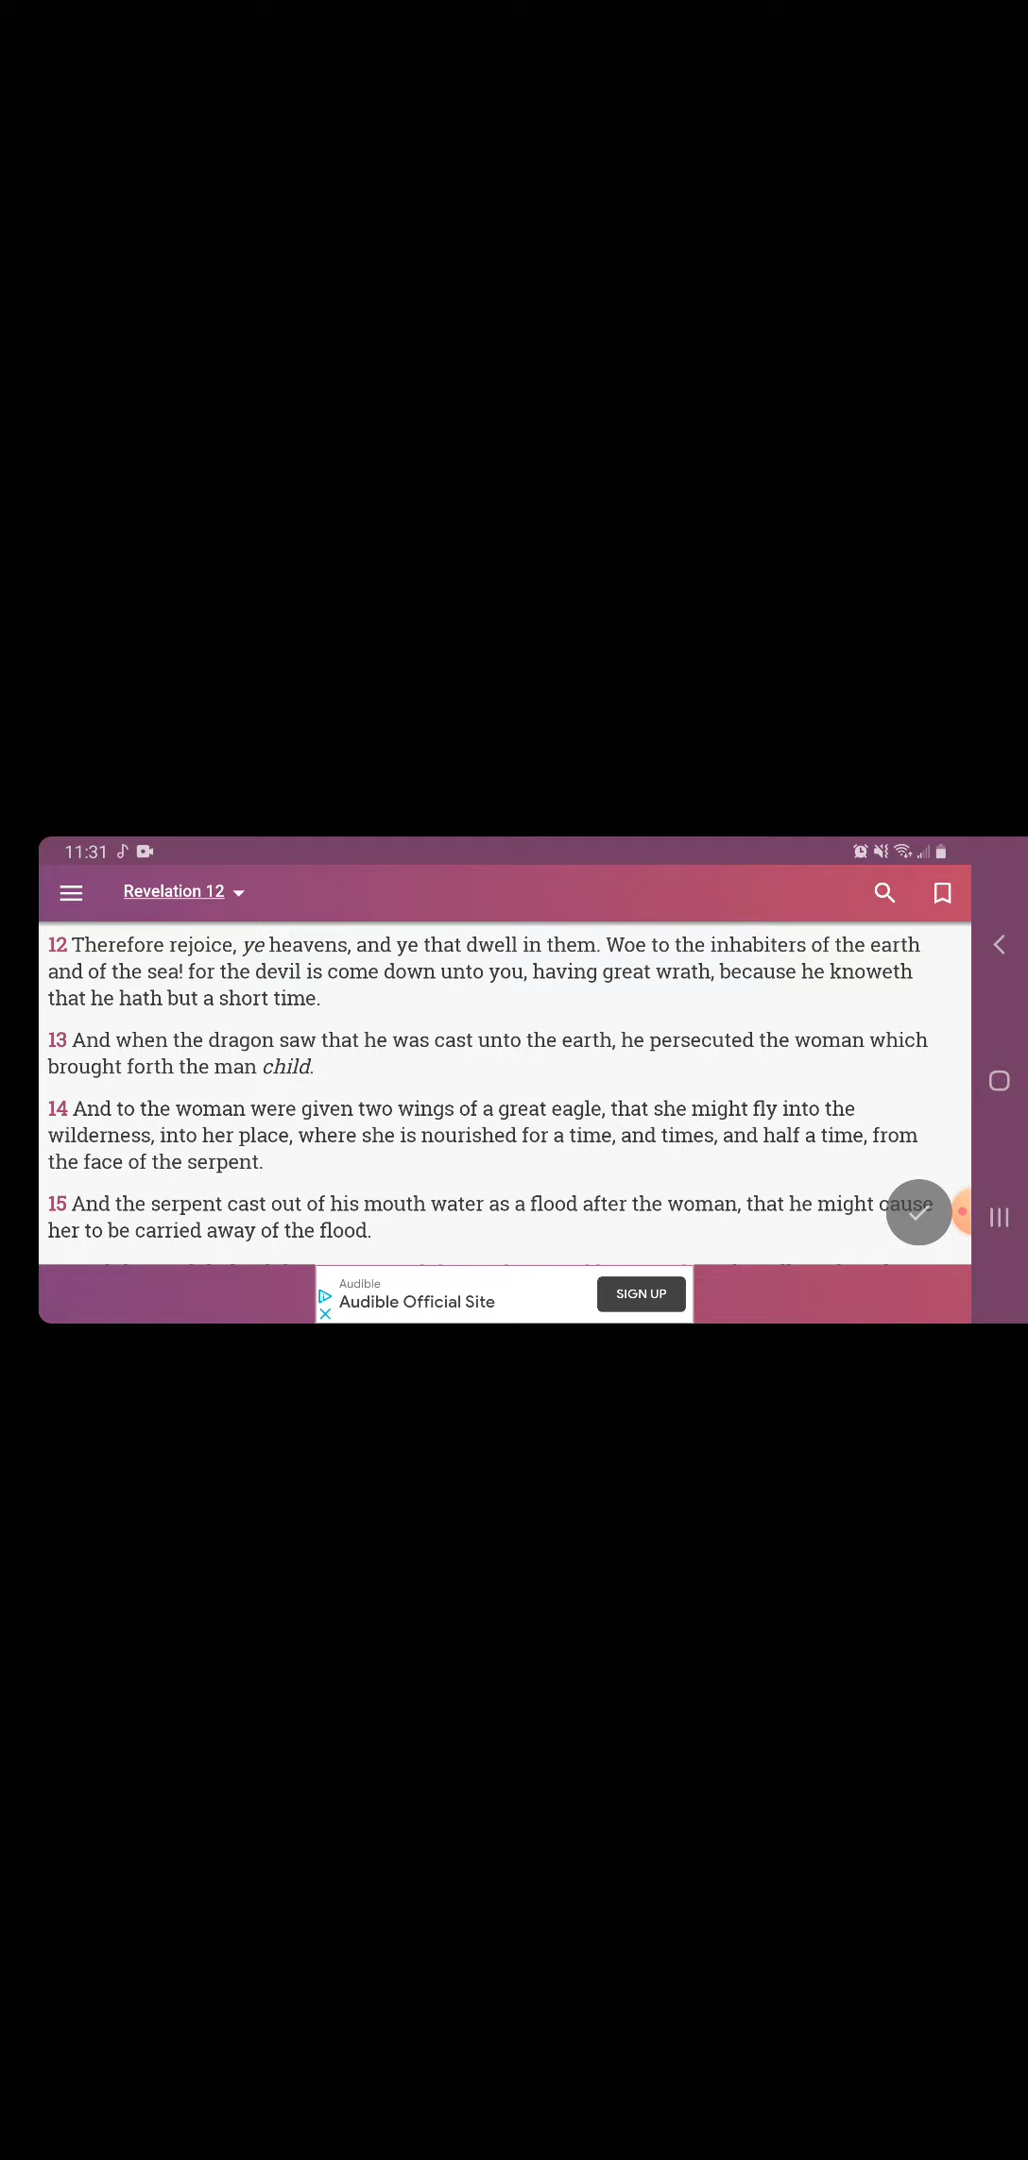 11:31
Revelation 12
12 Therefore rejoice, ye heavens, and ye that dwell in them. Woe to the inhabiters of the earth
and of the sea! for the devil is come down unto you, having great wrath, because he knoweth
that he hath but a short time.
13 And when the dragon saw that he was cast unto the earth, he persecuted the woman which
brought forth the man child.
14 And to the woman were given two wings of a great eagle, that she might fly into the
wilderness, into her place, where she is nourished for a time, and times, and half a time, from
the face of the serpent.
15 And the serpent cast out of his mouth water as a flood after the woman, that he might cause
her to be carried away of the flood.
Audible
Audible Official Site
SIGN UP